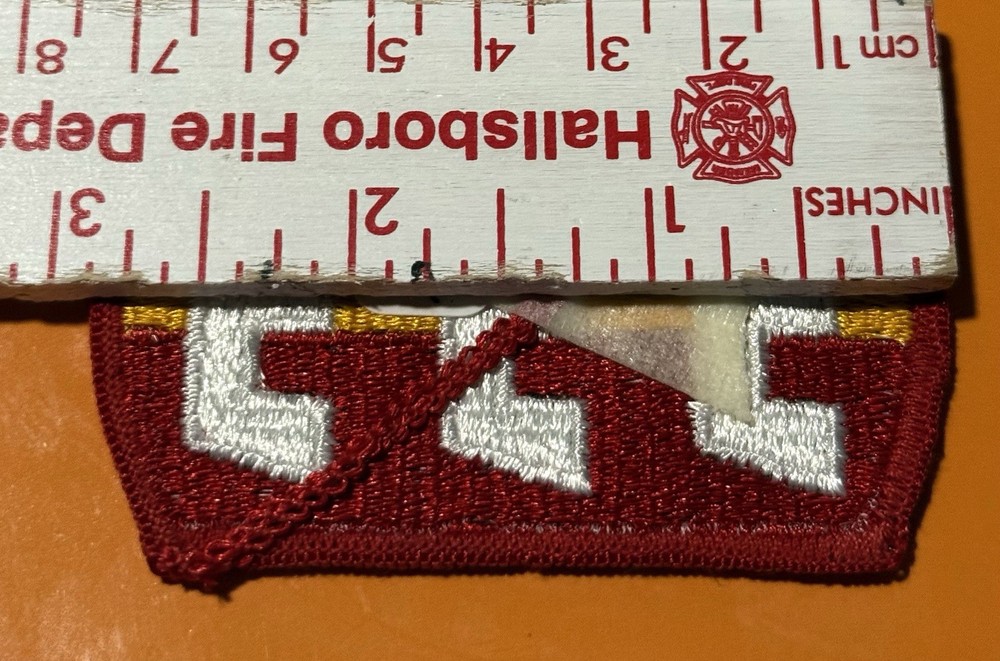 INCHES 1 2 3
Hallsboro Fire Depa
cm 1 2 3 4 5 6 7 8